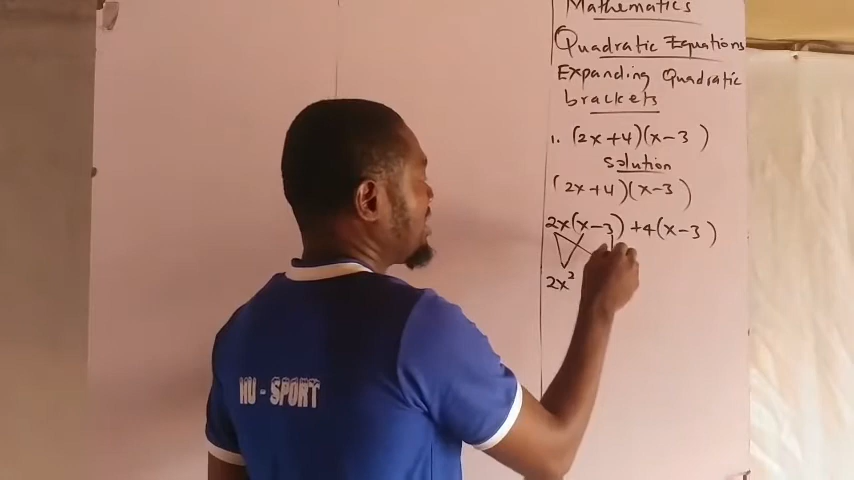 Mathematics
Quadratic Equations
Expanding Quadratic
brackets
1. (2x+4)(x-3)
Solution
(2x+4)(x-3)
2x(x-3) +4(x-3)
2x²
HU-SPORT